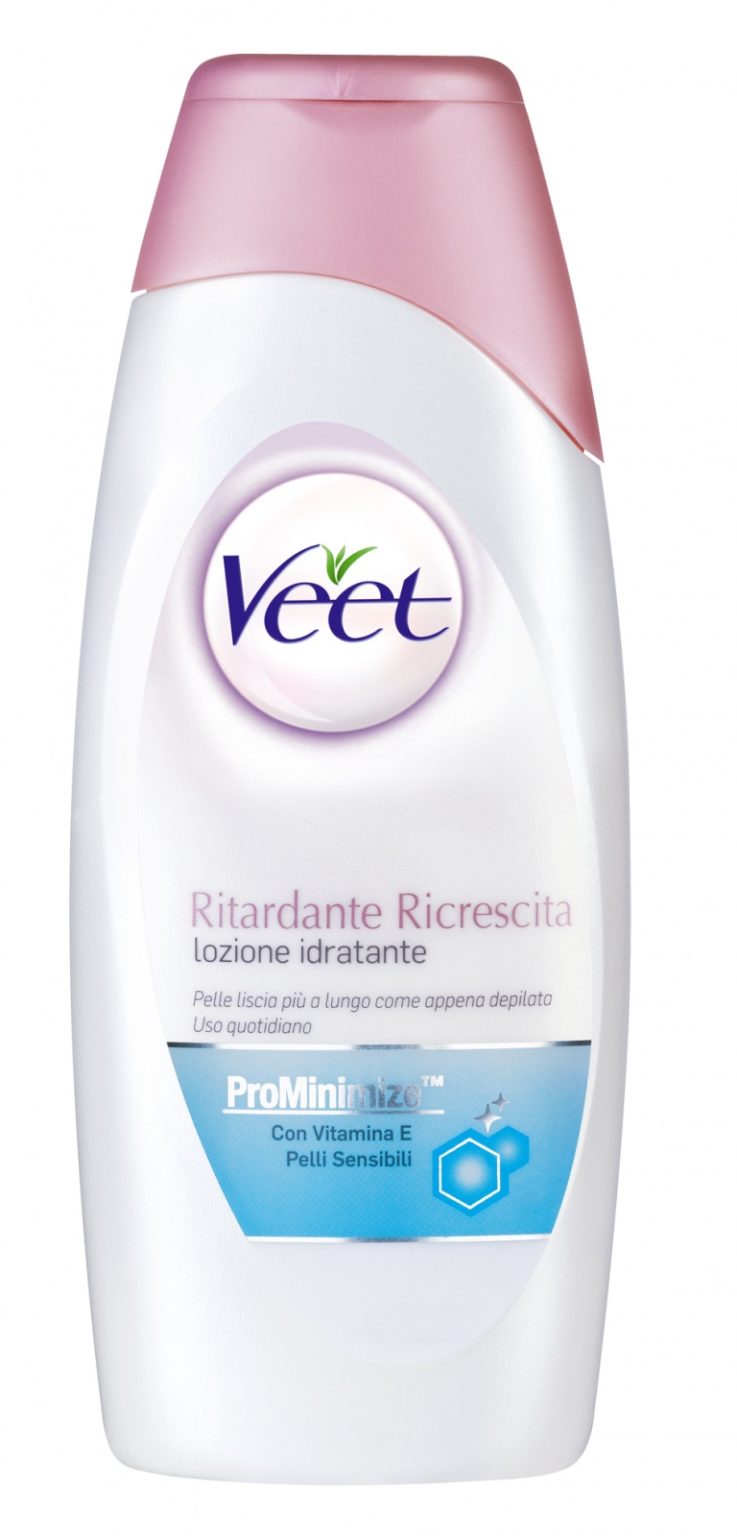 Veet
Ritardante Ricrescita
lozione idratante
Pelle liscia più a lungo come appena depilata
Uso quotidiano
ProMinimize™
Con Vitamina E
Pelli Sensibili